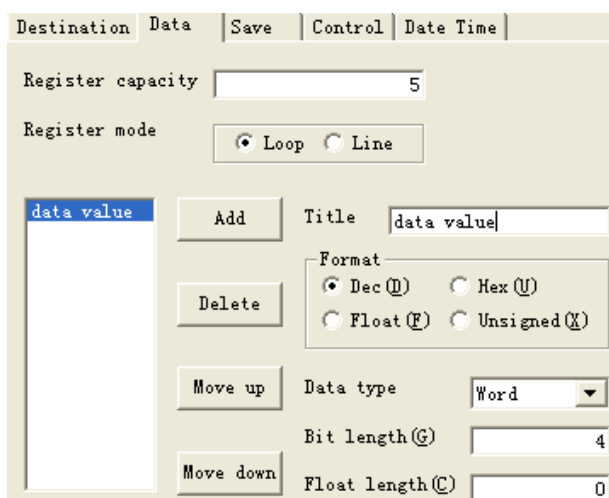 Destination Data Save Control Date Time
Register capacity 5
Register mode Loop Line
data value Add Title data value
Format
Dec(D) Hex(U)
Delete
Float(F) Unsigned(X)
Move up Data type Word
Bit length(G) 4
Move down Float length(C) 0